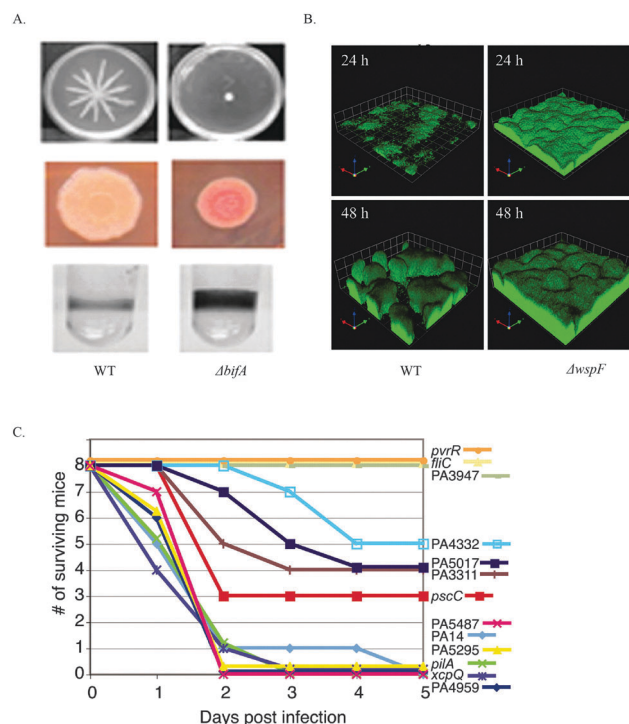 A.
B.
24 h
24 h
48 h
48 h
WT
ΔbifA
WT
ΔwspF
C.
# of surviving mice
8
7
6
5
4
3
2
1
0
0
1
2
3
4
5
Days post infection
pvrR
fliC
PA3947
PA4332
PA5017
PA3311
pscC
PA5487
PA14
PA5295
pilA
xcpQ
PA4959